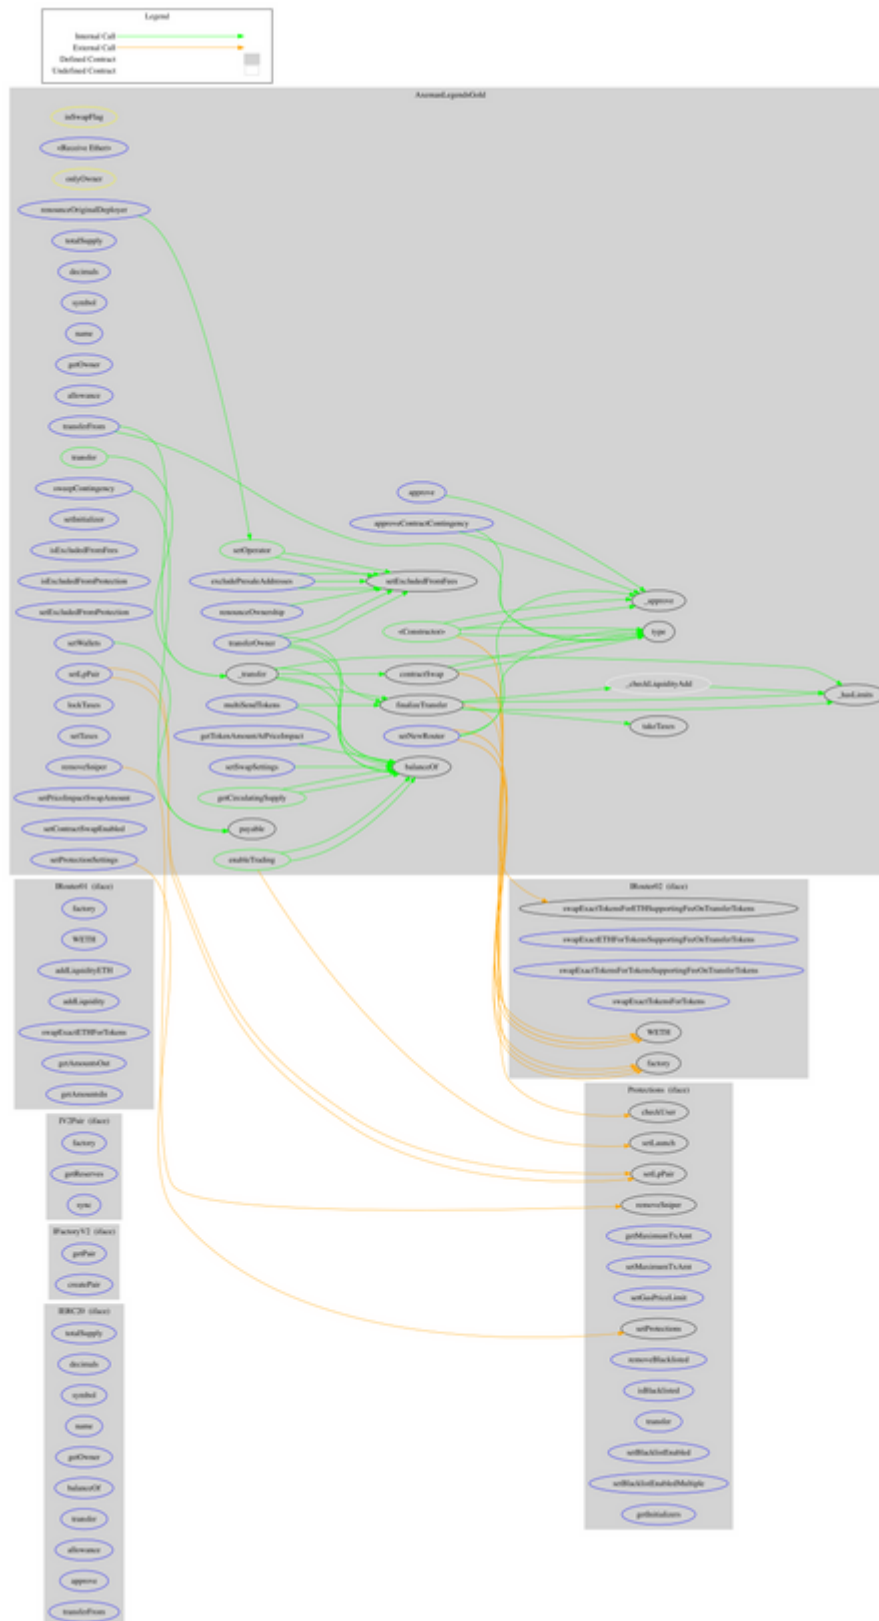 Legend
Internal Call
External Call
Defined Contract
Undefined Contract
AxemanLegendsGold
inSwapFlag
<Receive Ether>
onlyOwner
renounceOriginalDeployer
totalSupply
decimals
symbol
name
getOwner
allowance
transferFrom
transfer
sweepContingency
setInitializer
isExcludedFromFees
isExcludedFromProtection
setExcludedFromProtection
setWallets
setLpPair
lockTaxes
setTaxes
removeSniper
setPriceImpactSwapAmount
setContractSwapEnabled
setProtectionSettings
setOperator
excludePresaleAddresses
renounceOwnership
transferOwner
_transfer
multiSendTokens
getTokenAmountAtPriceImpact
setSwapSettings
getCirculatingSupply
payable
enableTrading
approve
approveContractContingency
setExcludedFromFees
<Constructor>
contractSwap
finalizeTransfer
setNewRouter
balanceOf
_approve
type
_checkLiquidityAdd
takeTaxes
_hasLimits
IRouter01 (iface)
factory
WETH
addLiquidityETH
addLiquidity
swapExactETHForTokens
getAmountsOut
getAmountsIn
IRouter02 (iface)
swapExactTokensForETHSupportingFeeOnTransferTokens
swapExactETHForTokensSupportingFeeOnTransferTokens
swapExactTokensForTokensSupportingFeeOnTransferTokens
swapExactTokensForTokens
WETH
factory
IV2Pair (iface)
factory
getReserves
sync
IFactoryV2 (iface)
getPair
createPair
IERC20 (iface)
totalSupply
decimals
symbol
name
getOwner
balanceOf
transfer
allowance
approve
transferFrom
Protections (iface)
checkUser
setLaunch
setLpPair
removeSniper
getMaximumTxAmt
setMaximumTxAmt
setGasPriceLimit
setProtections
removeBlacklisted
isBlacklisted
transfer
setBlacklistEnabled
setBlacklistEnabledMultiple
getInitializers